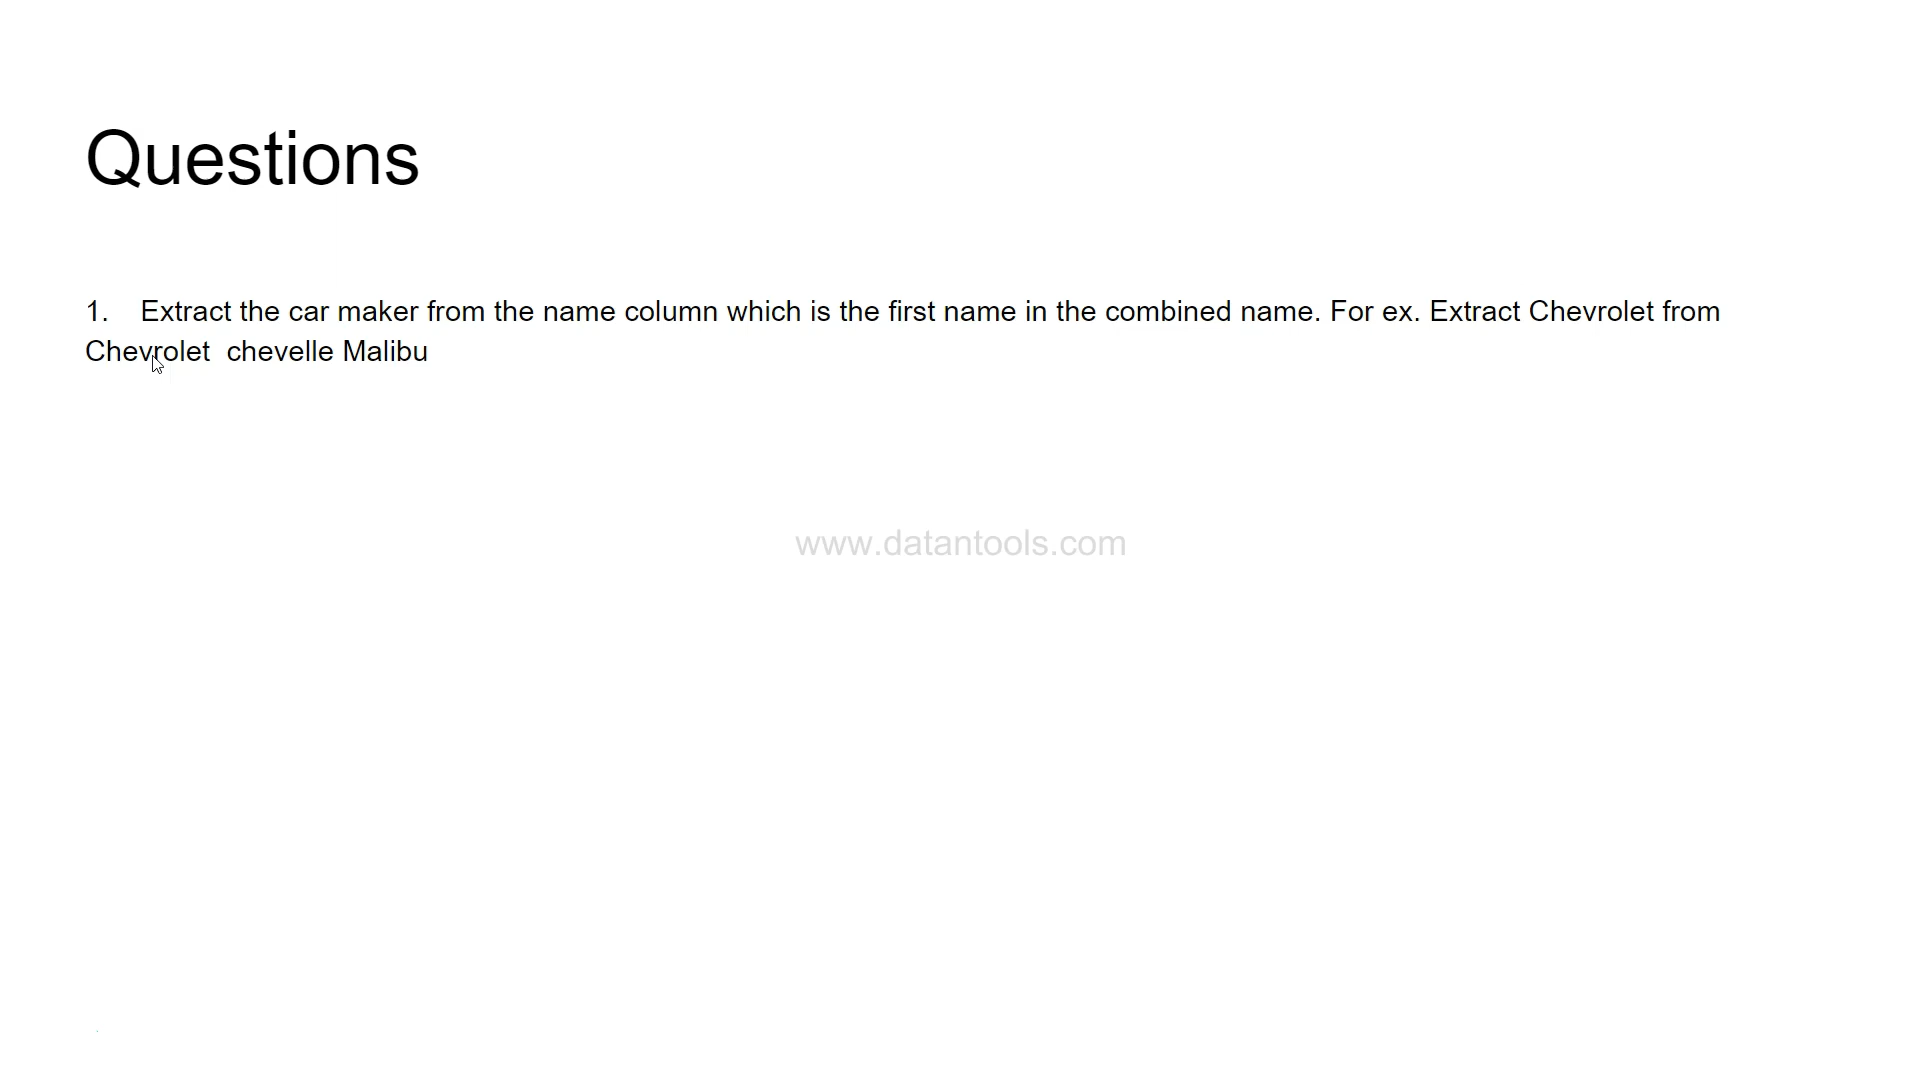 Questions
1. Extract the car maker from the name column which is the first name in the combined name. For ex. Extract Chevrolet from
Chevrolet  chevelle Malibu
www.datantools.com